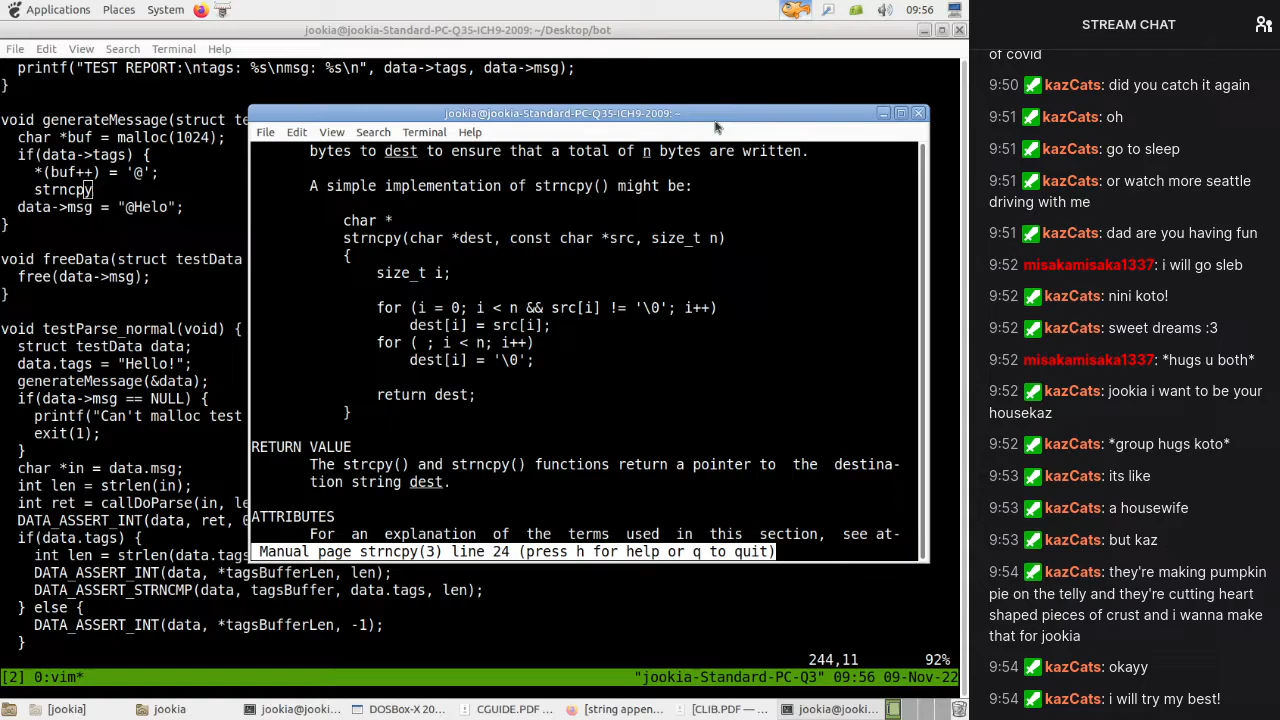 Applications Places System 09:56
jookia@jookia-Standard-PC-Q35-ICH9-2009: ~/Desktop/bot
File Edit View Search Terminal Help
printf("TEST REPORT:\ntags: %s\nmsg: %s\n", data->tags, data->msg);
}
void generateMessage(struct te
char *buf = malloc(1024);
if(data->tags) {
*(buf++) = '@';
strncpy
data->msg = "@Helo";
}
void freeData(struct testData
free(data->msg);
}
void testParse_normal(void) {
struct testData data;
data.tags = "Hello!";
generateMessage(&data);
if(data->msg == NULL) {
printf("Can't malloc test
exit(1);
}
char *in = data.msg;
int len = strlen(in);
int ret = callDoParse(in, le
DATA_ASSERT_INT(data, ret, 0
if(data.tags) {
int len = strlen(data.tags
DATA_ASSERT_INT(data, *tagsBufferLen, len);
DATA_ASSERT_STRNCMP(data, tagsBuffer, data.tags, len);
} else {
DATA_ASSERT_INT(data, *tagsBufferLen, -1);
}
244,11 92%
[2] 0:vim* "jookia-Standard-PC-Q3" 09:56 09-Nov-22
jookia@jookia-Standard-PC-Q35-ICH9-2009: ~
File Edit View Search Terminal Help
bytes to dest to ensure that a total of n bytes are written.
A simple implementation of strncpy() might be:
char *
strncpy(char *dest, const char *src, size_t n)
{
size_t i;
for (i = 0; i < n && src[i] != '\0'; i++)
dest[i] = src[i];
for ( ; i < n; i++)
dest[i] = '\0';
return dest;
}
RETURN VALUE
The strcpy() and strncpy() functions return a pointer to the destina-
tion string dest.
ATTRIBUTES
For an explanation of the terms used in this section, see at-
Manual page strncpy(3) line 24 (press h for help or q to quit)
[jookia] jookia jookia@jooki... DOSBox-X 20... CGUIDE.PDF ... [string appen... [CLIB.PDF —... jookia@jooki...
STREAM CHAT
of covid
9:50 kazCats: did you catch it again
9:51 kazCats: oh
9:51 kazCats: go to sleep
9:51 kazCats: or watch more seattle
driving with me
9:51 kazCats: dad are you having fun
9:52 misakamisaka1337: i will go sleb
9:52 kazCats: nini koto!
9:52 kazCats: sweet dreams :3
9:52 misakamisaka1337: *hugs u both*
9:52 kazCats: jookia i want to be your
housekaz
9:52 kazCats: *group hugs koto*
9:53 kazCats: its like
9:53 kazCats: a housewife
9:53 kazCats: but kaz
9:54 kazCats: they're making pumpkin
pie on the telly and they're cutting heart
shaped pieces of crust and i wanna make
that for jookia
9:54 kazCats: okayy
9:54 kazCats: i will try my best!